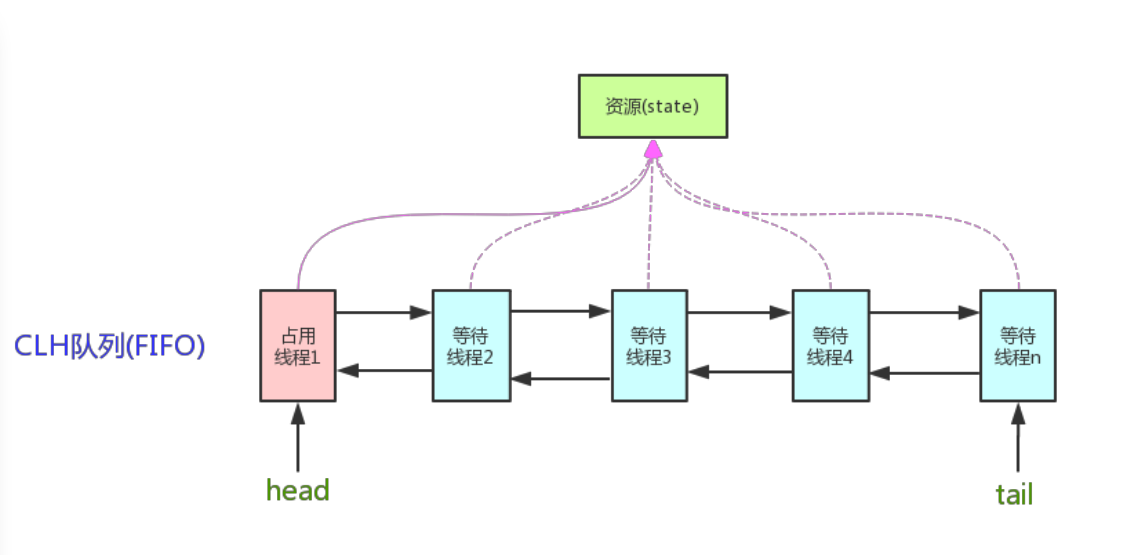 资源(state)
CLH队列(FIFO)
占用
线程1
等待
线程2
等待
线程3
等待
线程4
等待
线程n
head
tail